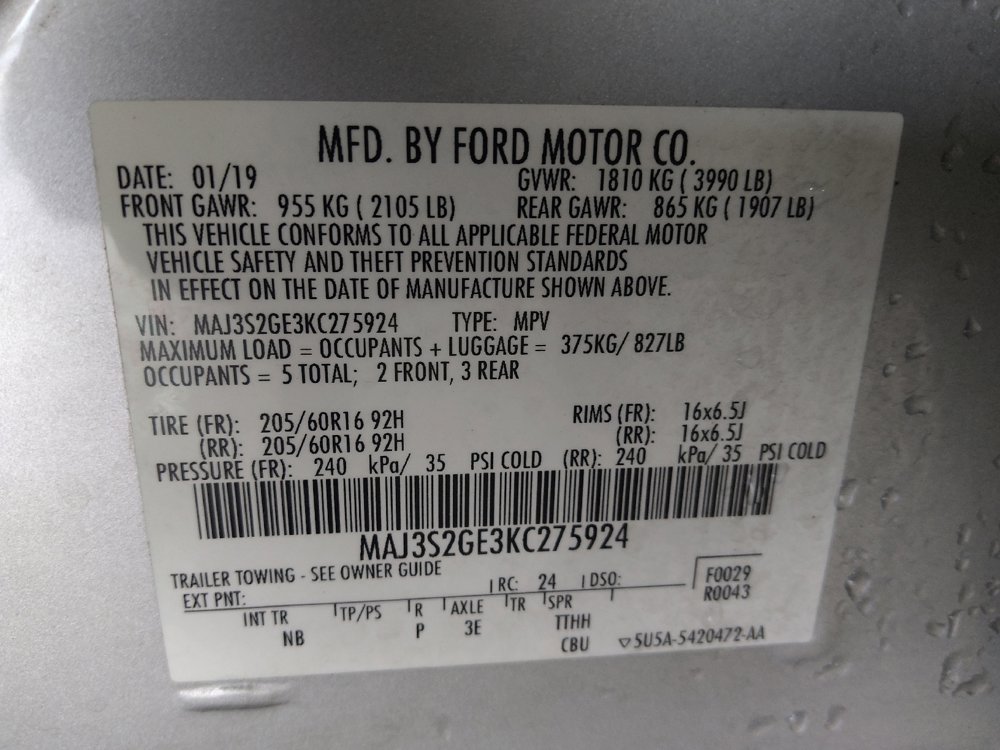 MFD. BY FORD MOTOR CO.
DATE: 01/19 GVWR: 1810 KG ( 3990 LB)
FRONT GAWR: 955 KG ( 2105 LB) REAR GAWR: 865 KG ( 1907 LB)
THIS VEHICLE CONFORMS TO ALL APPLICABLE FEDERAL MOTOR
VEHICLE SAFETY AND THEFT PREVENTION STANDARDS
IN EFFECT ON THE DATE OF MANUFACTURE SHOWN ABOVE.
VIN: MAJ3S2GE3KC275924 TYPE: MPV
MAXIMUM LOAD = OCCUPANTS + LUGGAGE = 375KG/ 827LB
OCCUPANTS = 5 TOTAL; 2 FRONT, 3 REAR
TIRE (FR): 205/60R16 92H RIMS (FR): 16x6.5J
(RR): 205/60R16 92H (RR): 16x6.5J
PRESSURE (FR): 240 kPa/ 35 PSI COLD (RR): 240 kPa/ 35 PSI COLD
MAJ3S2GE3KC275924
TRAILER TOWING - SEE OWNER GUIDE
EXT PNT: RC: 24 DSO: F0029
R0043
INT TR TP/PS R AXLE TR SPR
NB P 3E TTHH
CBU 5U5A-5420472-AA